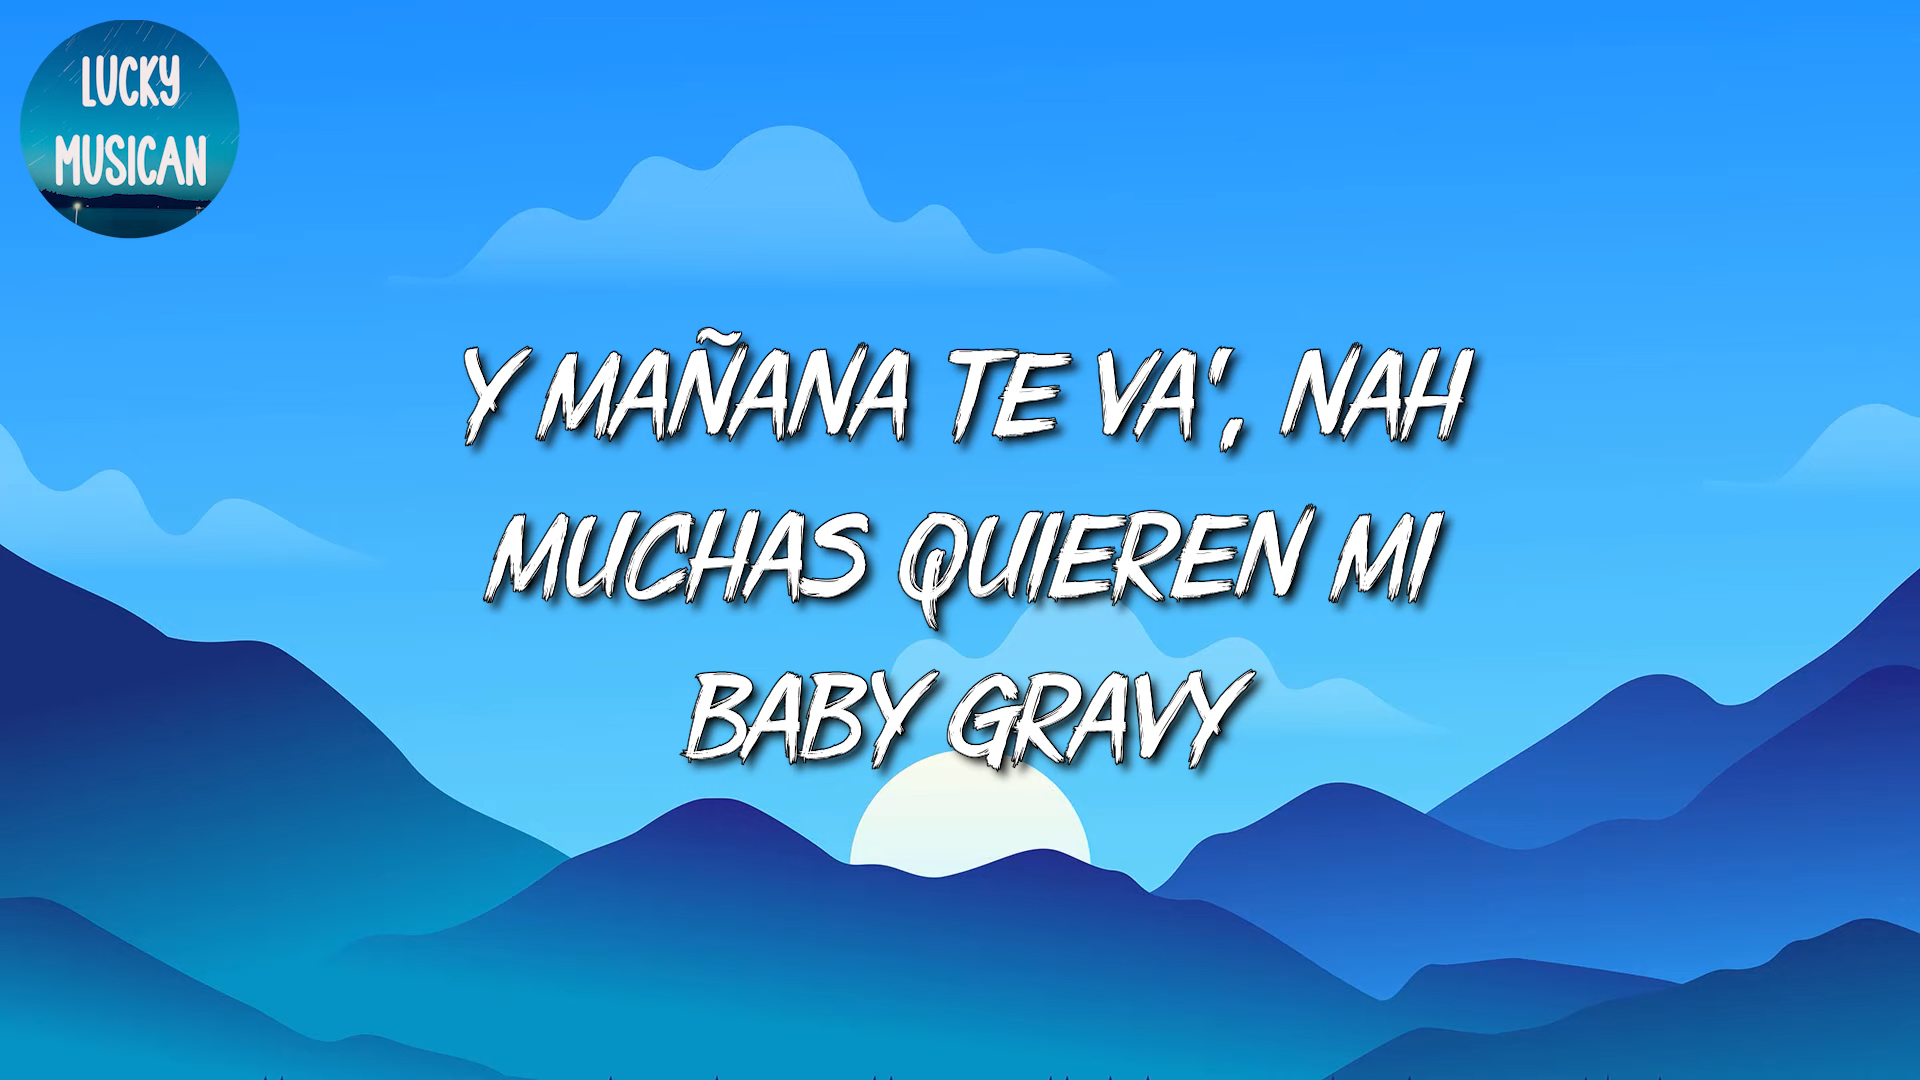 LUCKY
MUSICAN
Y MAÑANA TE VA', NAH
MUCHAS QUIEREN MI
BABY GRAVY